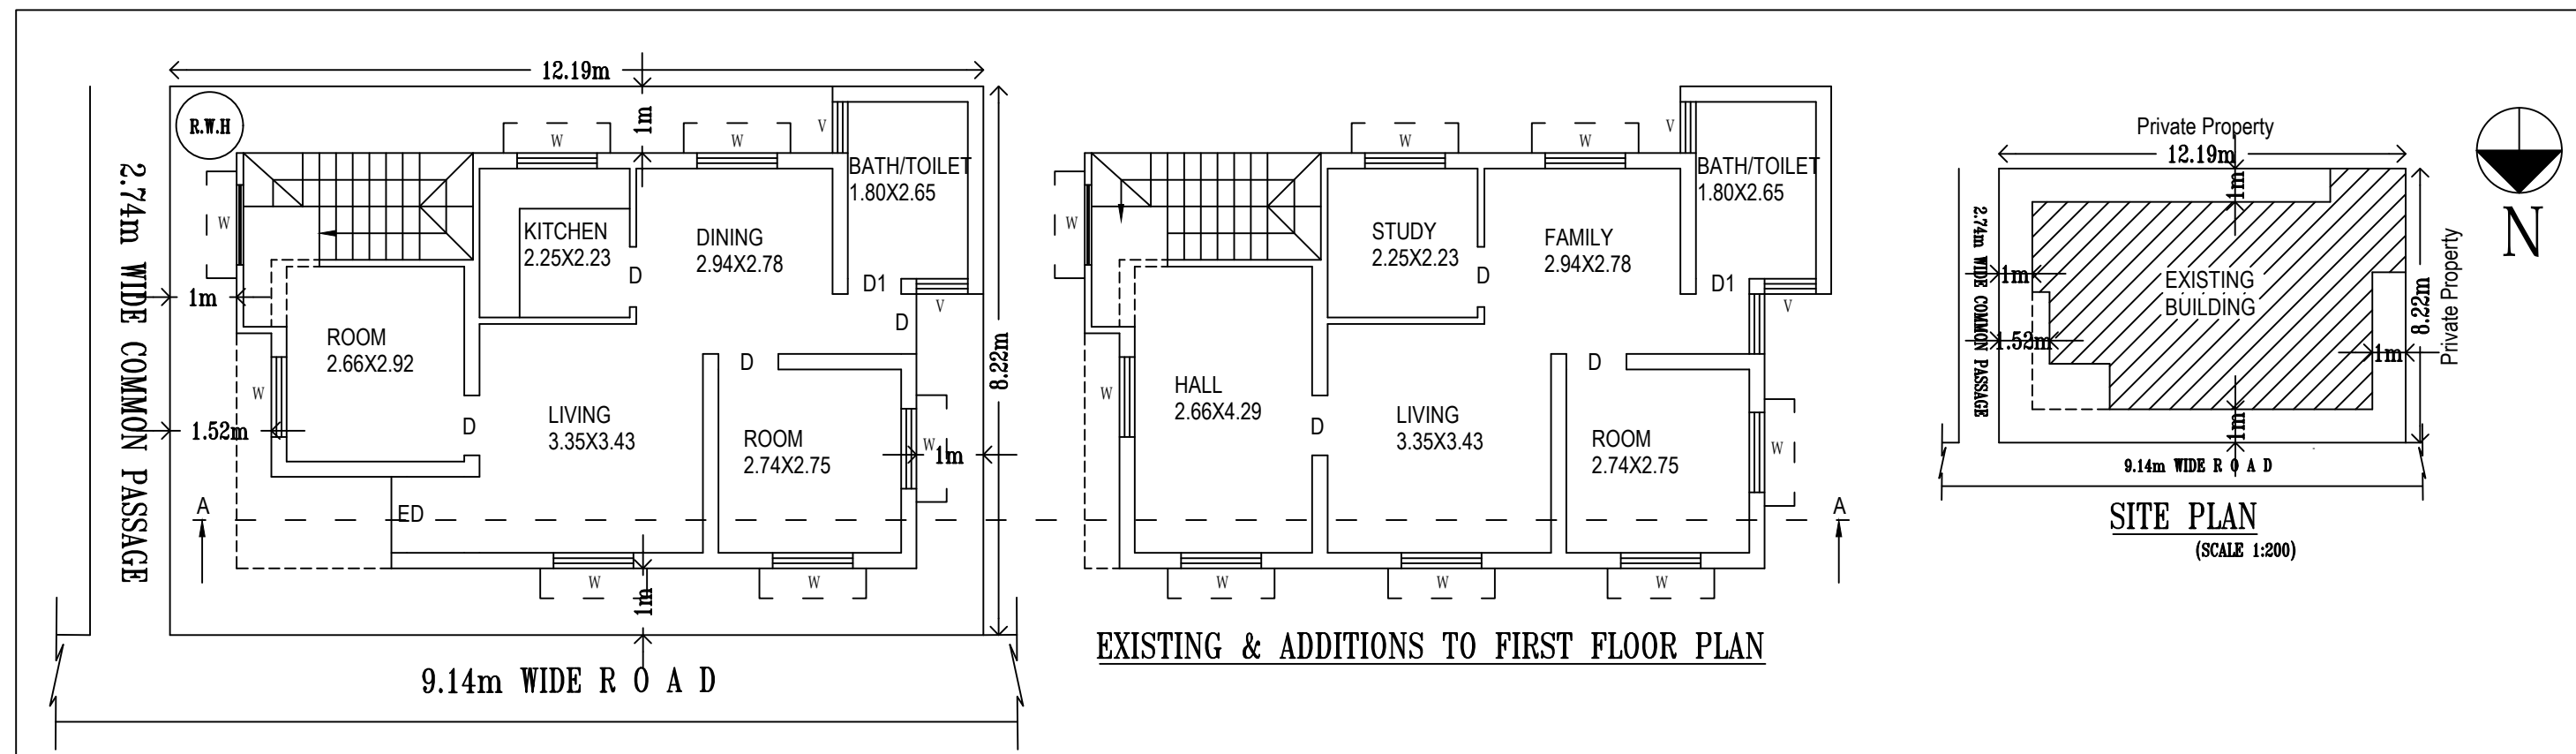 12.19m
R.W.H
1m
W
W
V
BATH/TOILET
1.80X2.65
2.74m WIDE COMMON PASSAGE
W
KITCHEN
2.25X2.23
DINING
2.94X2.78
D
D1
V
D
1m
ROOM
2.66X2.92
8.22m
D
W
LIVING
3.35X3.43
D
1.52m
ROOM
2.74X2.75
W
1m
A
ED
W
W
1m
9.14m WIDE R O A D
W
W
V
BATH/TOILET
1.80X2.65
W
STUDY
2.25X2.23
FAMILY
2.94X2.78
D
D1
V
D
W
HALL
2.66X4.29
LIVING
3.35X3.43
D
ROOM
2.74X2.75
W
A
W
W
W
EXISTING & ADDITIONS TO FIRST FLOOR PLAN
Private Property
12.19m
1m
2.74m WIDE COMMON PASSAGE
1m
EXISTING
BUILDING
1.52m
1m
8.22m
Private Property
1m
9.14m WIDE R O A D
SITE PLAN
(SCALE 1:200)
N